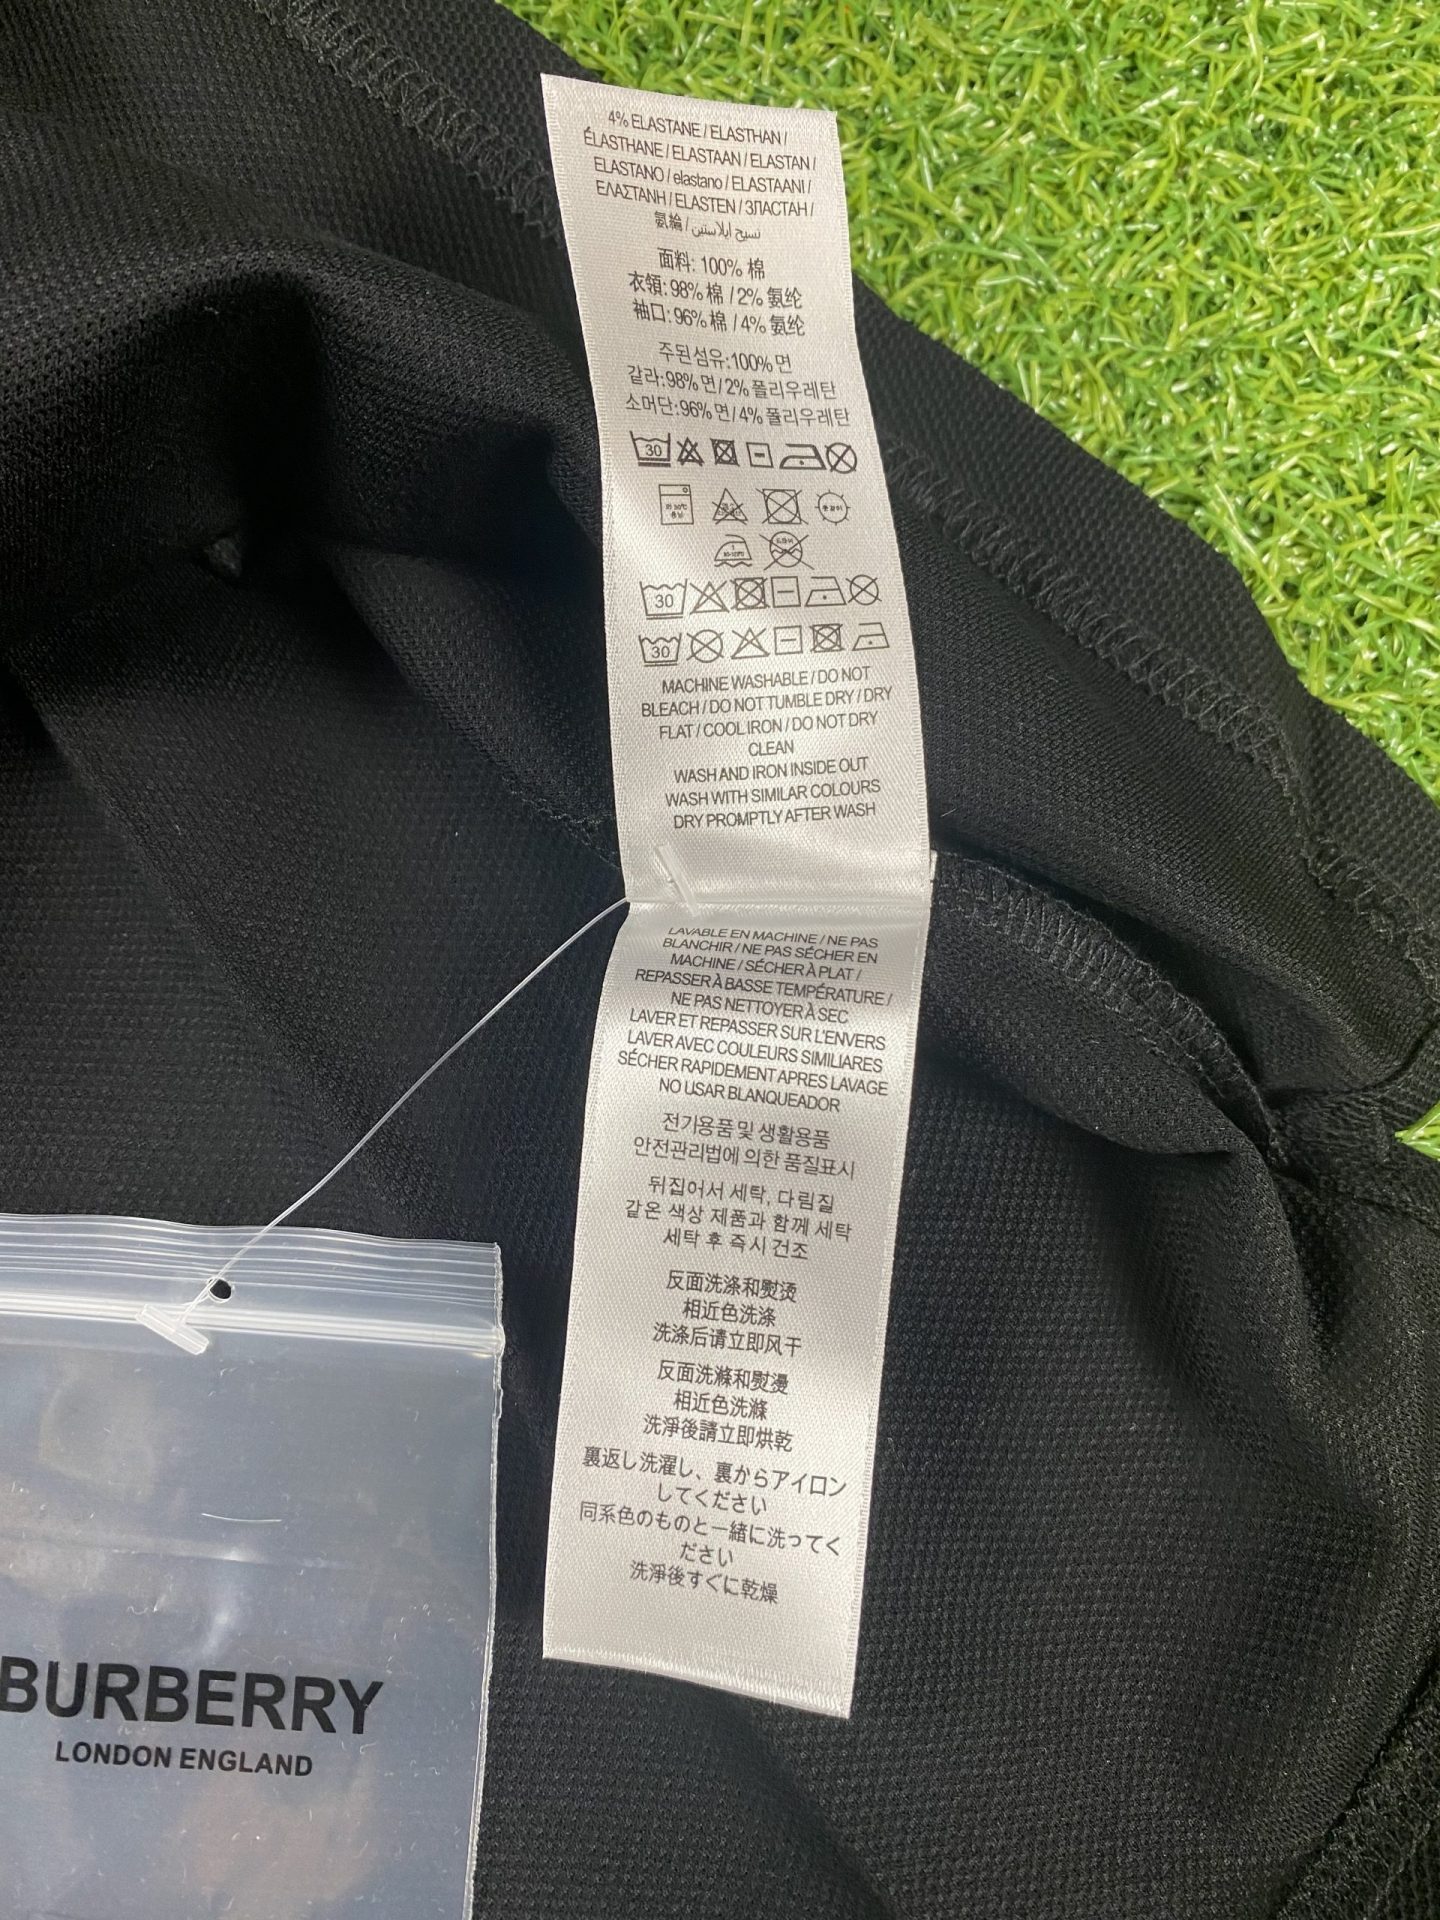 4% ELASTANE / ELASTHAN /
ÉLASTHANE / ELASTAAN / ELASTAN /
ELASTANO / elastano / ELASTAANI /
ΕΛΑΣΤΑΝΗ / ELASTEN / ЗПАСТАН /
氨綸 / نسيج ايلاستين
面料: 100% 棉
衣領: 98% 棉 / 2% 氨纶
袖口: 96% 棉 / 4% 氨纶
주된섬유:100% 면
갈라:98% 면/2% 폴리우레탄
소머단:96% 면/4% 폴리우레탄
30
30
30
MACHINE WASHABLE / DO NOT
BLEACH / DO NOT TUMBLE DRY / DRY
FLAT / COOL IRON / DO NOT DRY
CLEAN
WASH AND IRON INSIDE OUT
WASH WITH SIMILAR COLOURS
DRY PROMPTLY AFTER WASH
LAVABLE EN MACHINE / NE PAS
BLANCHIR / NE PAS SÉCHER EN
MACHINE / SÉCHER À PLAT /
REPASSER À BASSE TEMPÉRATURE /
NE PAS NETTOYER À SEC
LAVER ET REPASSER SUR L'ENVERS
LAVER AVEC COULEURS SIMILIARES
SÉCHER RAPIDEMENT APRES LAVAGE
NO USAR BLANQUEADOR
전기용품 및 생활용품
안전관리법에 의한 품질표시
뒤집어서 세탁, 다림질
같은 색상 제품과 함께 세탁
세탁 후 즉시 건조
反面洗涤和熨烫
相近色洗涤
洗涤后请立即风干
反面洗滌和熨燙
相近色洗滌
洗淨後請立即烘乾
裏返し洗濯し、裏からアイロン
してください
同系色のものと一緒に洗ってく
ださい
洗淨後すぐに乾燥
BURBERRY
LONDON ENGLAND